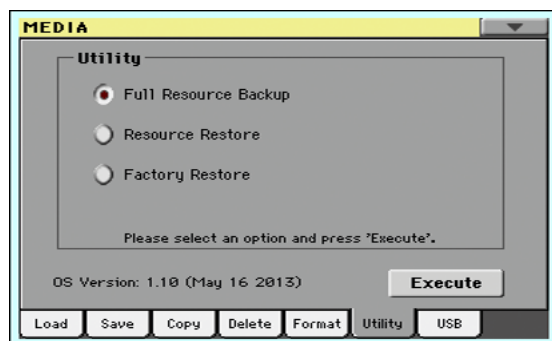 MEDIA
Utility
Full Resource Backup
Resource Restore
Factory Restore
Please select an option and press 'Execute'.
OS Version: 1.10 (May 16 2013)
Execute
Load Save Copy Delete Format Utility USB